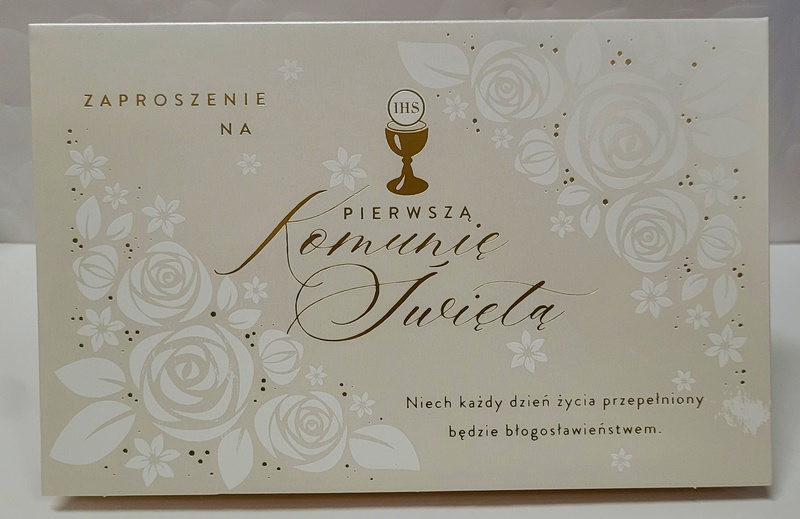 ZAPROSZENIE
NA
IHS
PIERWSZĄ
Komunię
Świętą
Niech każdy dzień życia przepełniony
będzie błogosławieństwem.